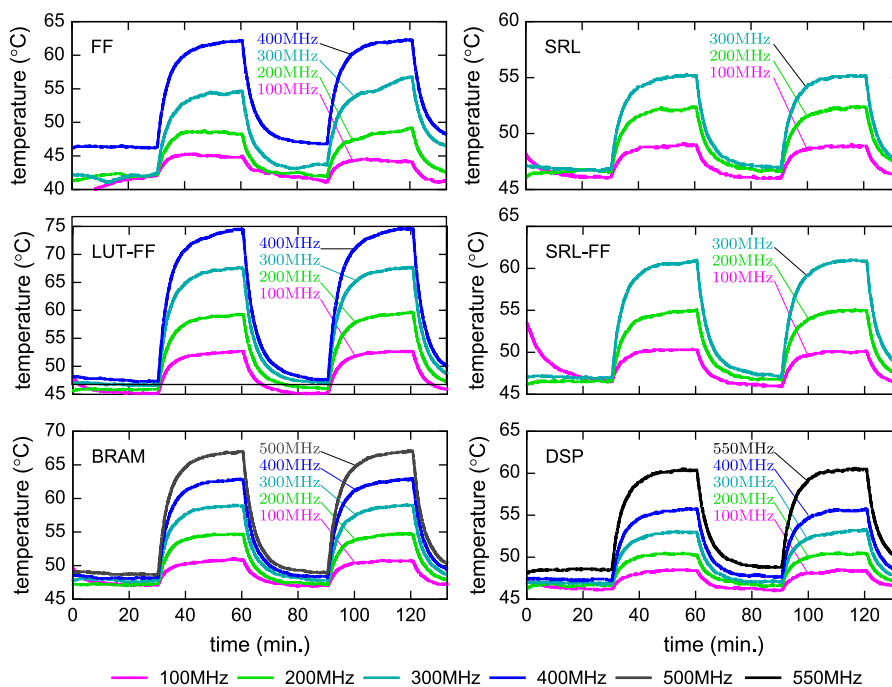 FF
temperature (°C)
65
60
55
50
45
40
400MHz
300MHz
200MHz
100MHz
SRL
temperature (°C)
60
55
50
45
300MHz
200MHz
100MHz
LUT-FF
temperature (°C)
75
70
65
60
55
50
45
400MHz
300MHz
200MHz
100MHz
SRL-FF
temperature (°C)
65
60
55
50
45
300MHz
200MHz
100MHz
BRAM
temperature (°C)
70
65
60
55
50
45
500MHz
400MHz
300MHz
200MHz
100MHz
0 20 40 60 80 100 120
time (min.)
DSP
temperature (°C)
65
60
55
50
45
550MHz
400MHz
300MHz
200MHz
100MHz
0 20 40 60 80 100 120
time (min.)
100MHz 200MHz 300MHz 400MHz 500MHz 550MHz